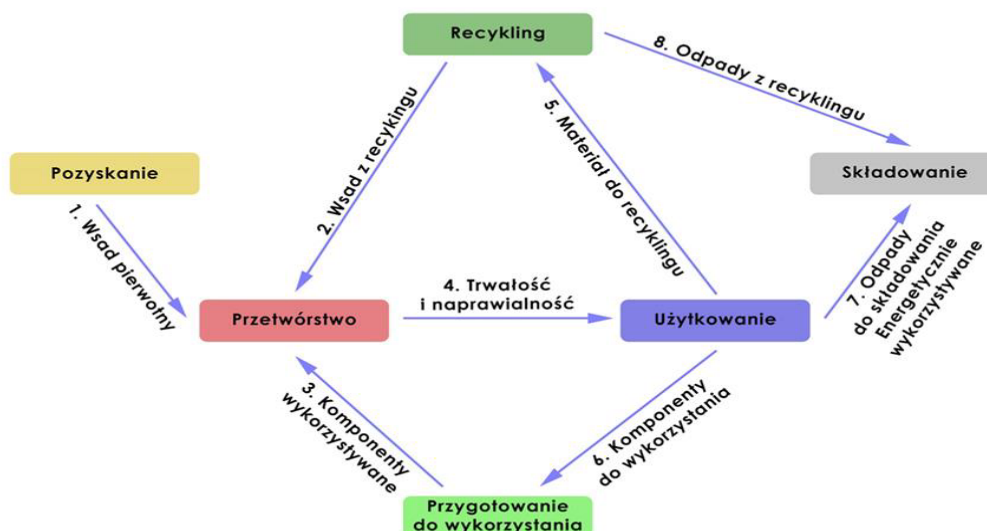 Recykling
8. Odpady z recyklingu
2. Wsad z recykingu
5. Materiał do recyklingu
Pozyskanie
Składowanie
1. Wsad pierwotny
4. Trwałość
i naprawialność
7. Odpady
do składowania
Energetycznie
wykorzystywane
Przetwórstwo
Użytkowanie
3. Komponenty
wykorzystywane
6. Komponenty
do wykorzystania
Przygotowanie
do wykorzystania